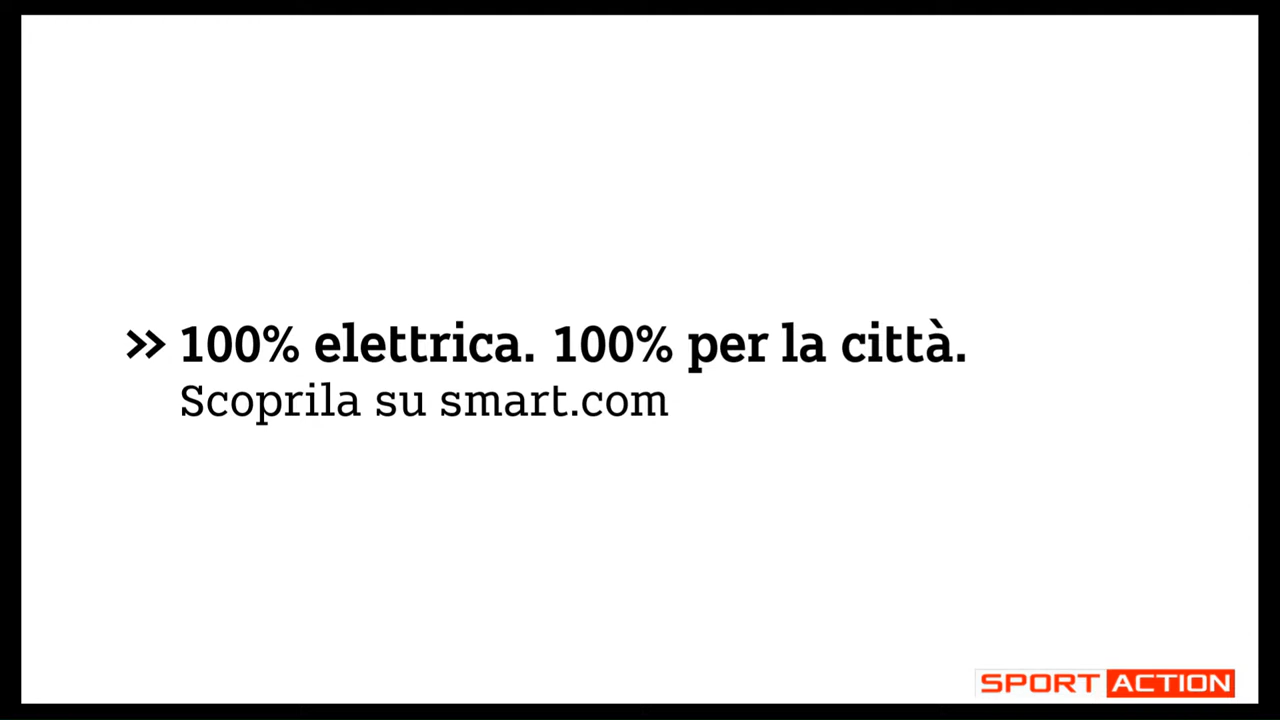 >> 100% elettrica. 100% per la città.
Scoprila su smart.com
SPORT ACTION